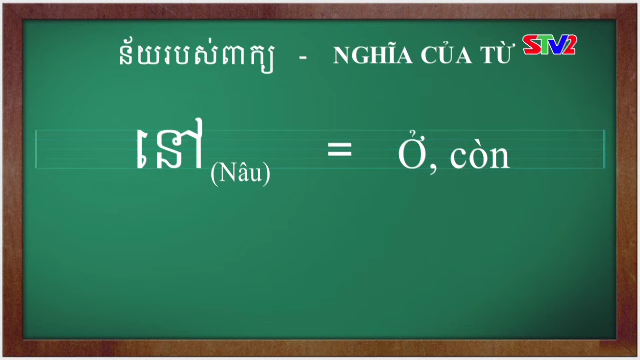 ន័យរបស់ពាក្យ - NGHĨA CỦA TỪ STV2
នៅ (Nâu) = Ở, còn